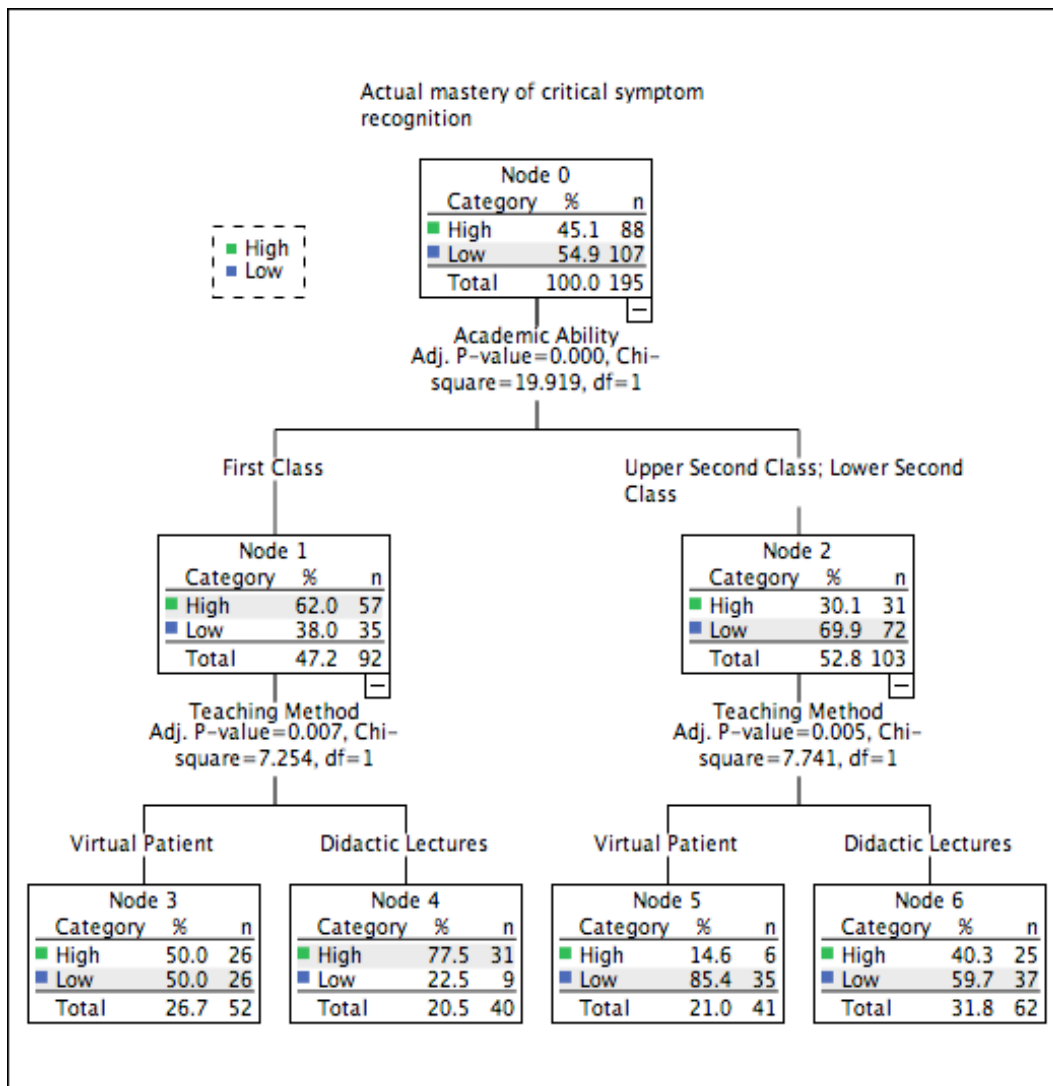 Actual mastery of critical symptom
recognition
High
Low
Node 0
Category % n
High 45.1 88
Low 54.9 107
Total 100.0 195
Academic Ability
Adj. P-value=0.000, Chi-
square=19.919, df=1
First Class
Upper Second Class; Lower Second
Class
Node 1
Category % n
High 62.0 57
Low 38.0 35
Total 47.2 92
Node 2
Category % n
High 30.1 31
Low 69.9 72
Total 52.8 103
Teaching Method
Adj. P-value=0.007, Chi-
square=7.254, df=1
Teaching Method
Adj. P-value=0.005, Chi-
square=7.741, df=1
Virtual Patient
Didactic Lectures
Virtual Patient
Didactic Lectures
Node 3
Category % n
High 50.0 26
Low 50.0 26
Total 26.7 52
Node 4
Category % n
High 77.5 31
Low 22.5 9
Total 20.5 40
Node 5
Category % n
High 14.6 6
Low 85.4 35
Total 21.0 41
Node 6
Category % n
High 40.3 25
Low 59.7 37
Total 31.8 62